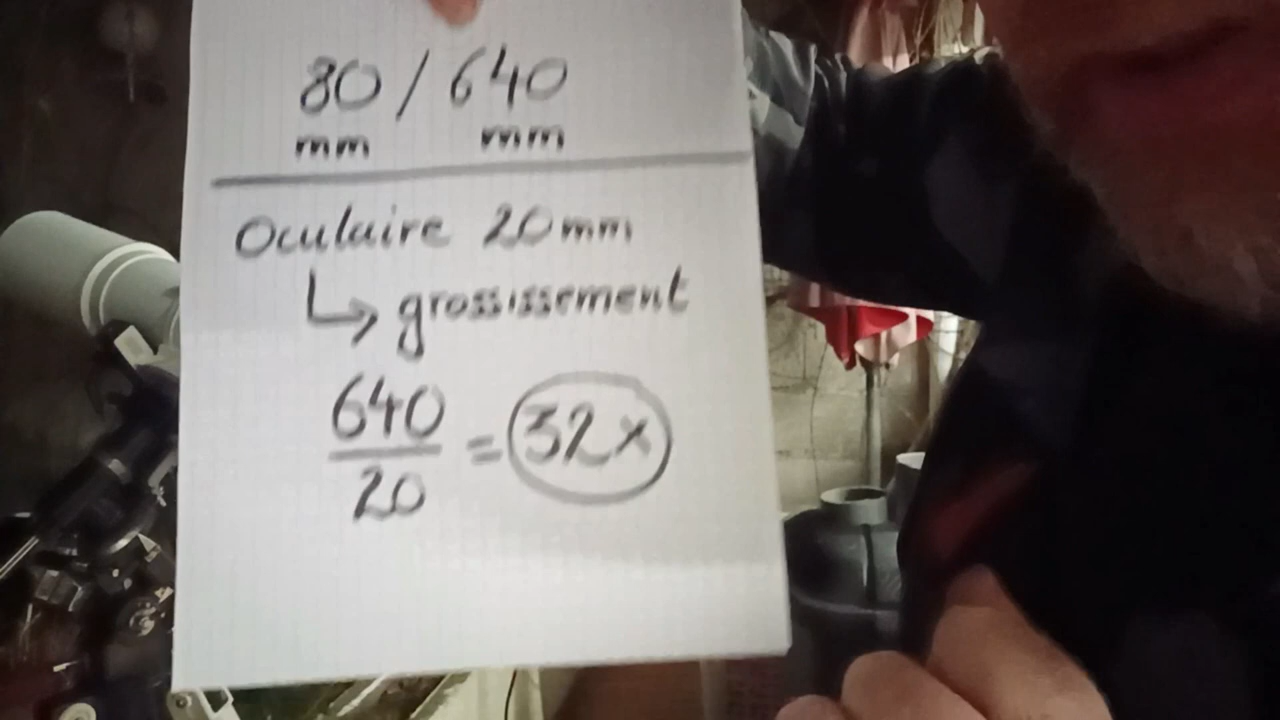 80 / 640
mm mm
Oculaire 20mm
↳ grossissement
640
20
= 32x